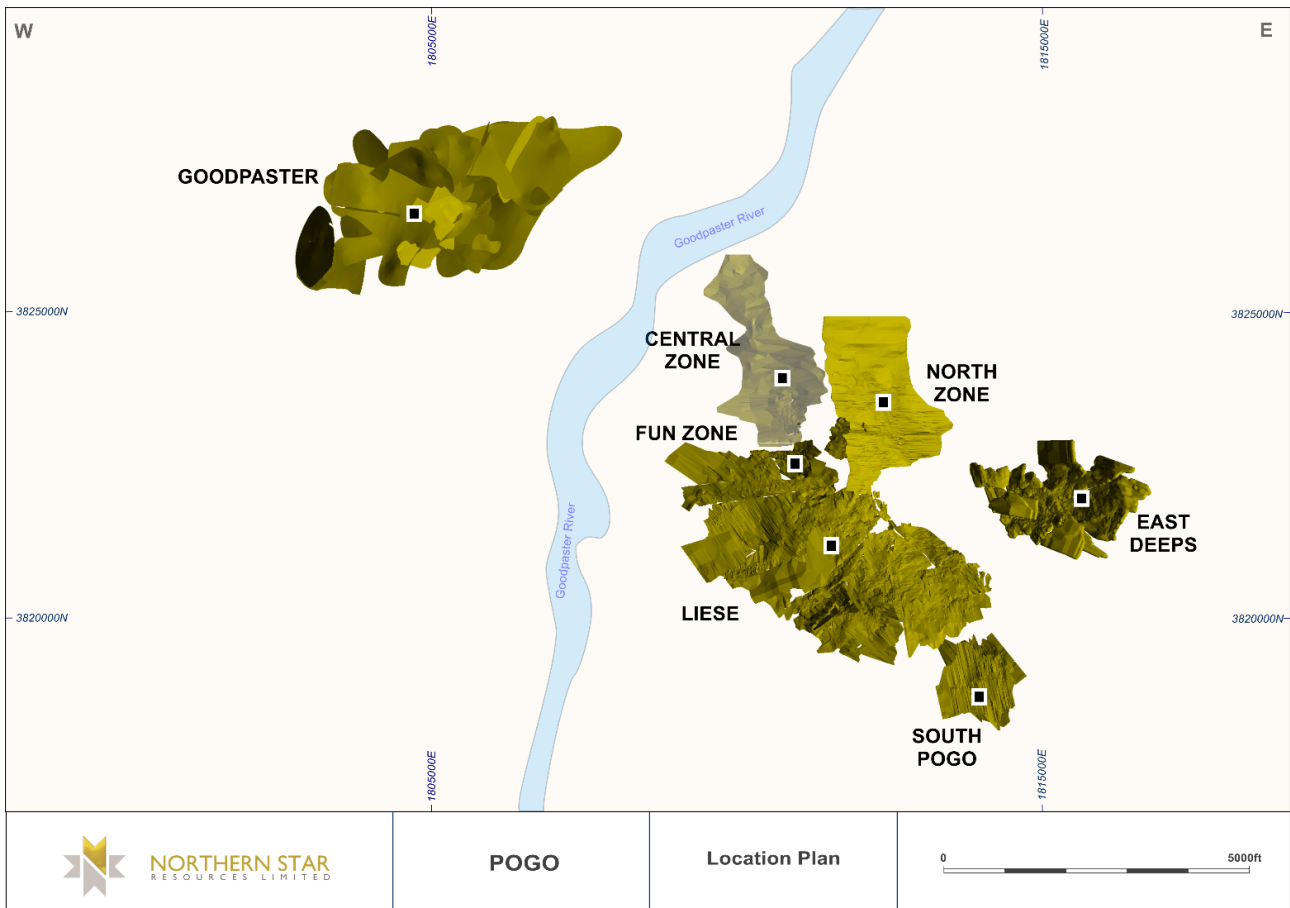 W
1805000E
1815000E
E
GOODPASTER
Goodpaster River
3825000N
3825000N
CENTRAL
ZONE
NORTH
ZONE
FUN ZONE
EAST
DEEPS
Goodpaster River
LIESE
3820000N
3820000N
SOUTH
POGO
1805000E
1815000E
NORTHERN STAR
RESOURCES LIMITED
POGO
Location Plan
0
5000ft